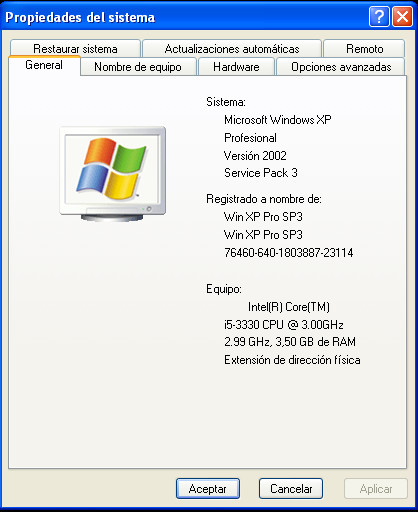 Propiedades del sistema
Restaurar sistema
Actualizaciones automáticas
Remoto
General
Nombre de equipo
Hardware
Opciones avanzadas
Sistema:
Microsoft Windows XP
Profesional
Versión 2002
Service Pack 3
Registrado a nombre de:
Win XP Pro SP3
Win XP Pro SP3
76460-640-1803887-23114
Equipo:
Intel(R) Core(TM)
i5-3330 CPU @ 3.00GHz
2.99 GHz, 3,50 GB de RAM
Extensión de dirección física
Aceptar
Cancelar
Aplicar